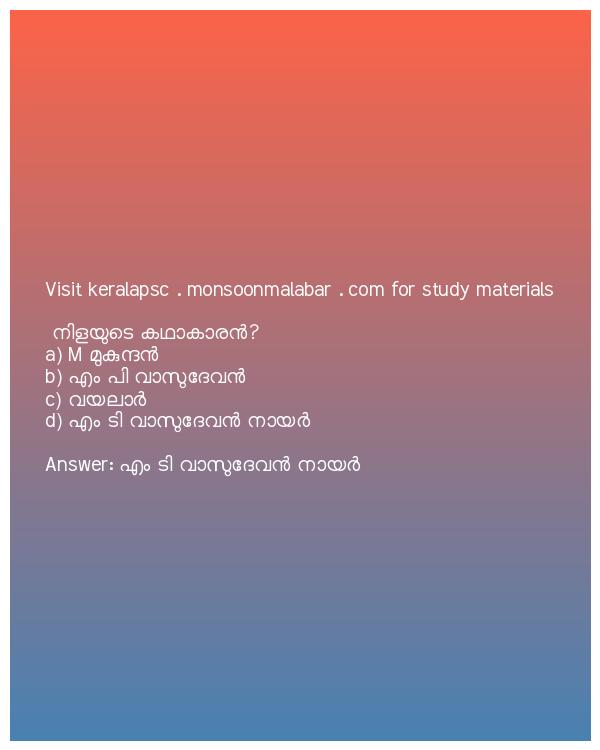 Visit keralapsc . monsoonmalabar . com for study materials
നിളയുടെ കഥാകാരൻ?
a) M മുകുന്ദൻ
b) എം പി വാസുദേവൻ
c) വയലാർ
d) എം ടി വാസുദേവൻ നായർ
Answer: എം ടി വാസുദേവൻ നായർ